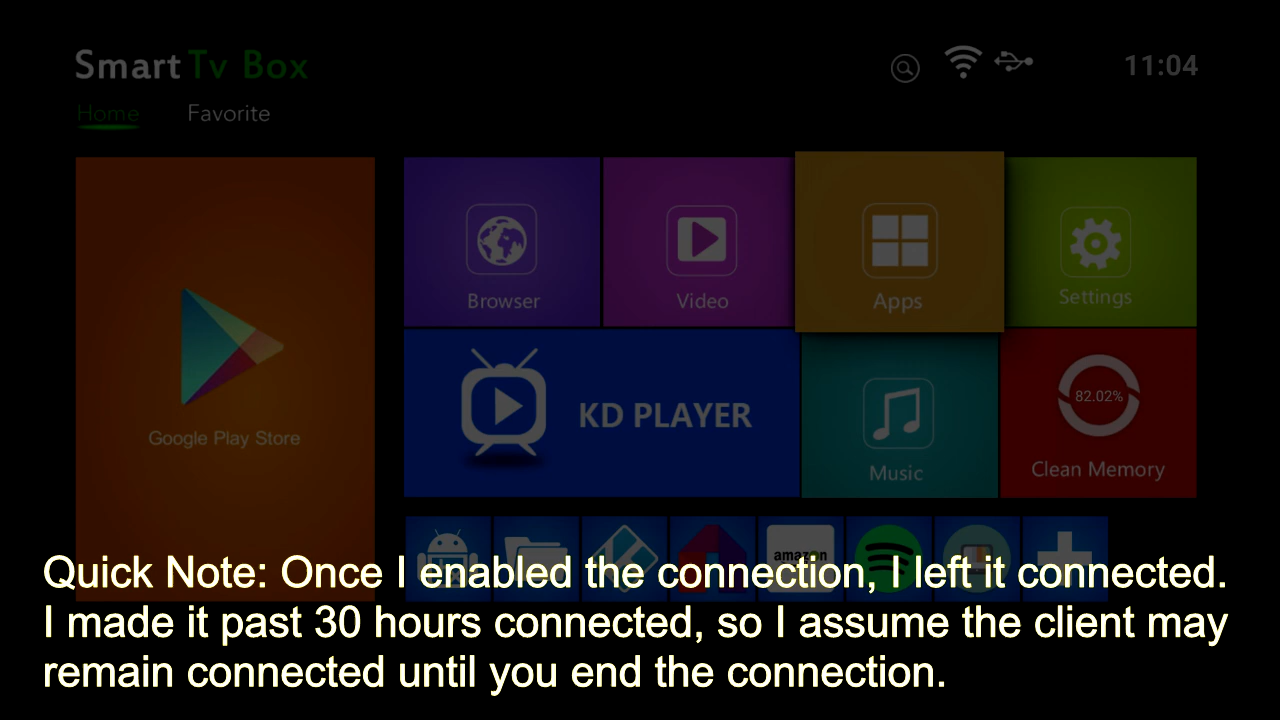 Smart Tv Box
11:04
Home
Favorite
Browser
Video
Apps
Settings
Google Play Store
KD PLAYER
Music
82.02%
Clean Memory
amazon
Quick Note: Once I enabled the connection, I left it connected.
I made it past 30 hours connected, so I assume the client may
remain connected until you end the connection.